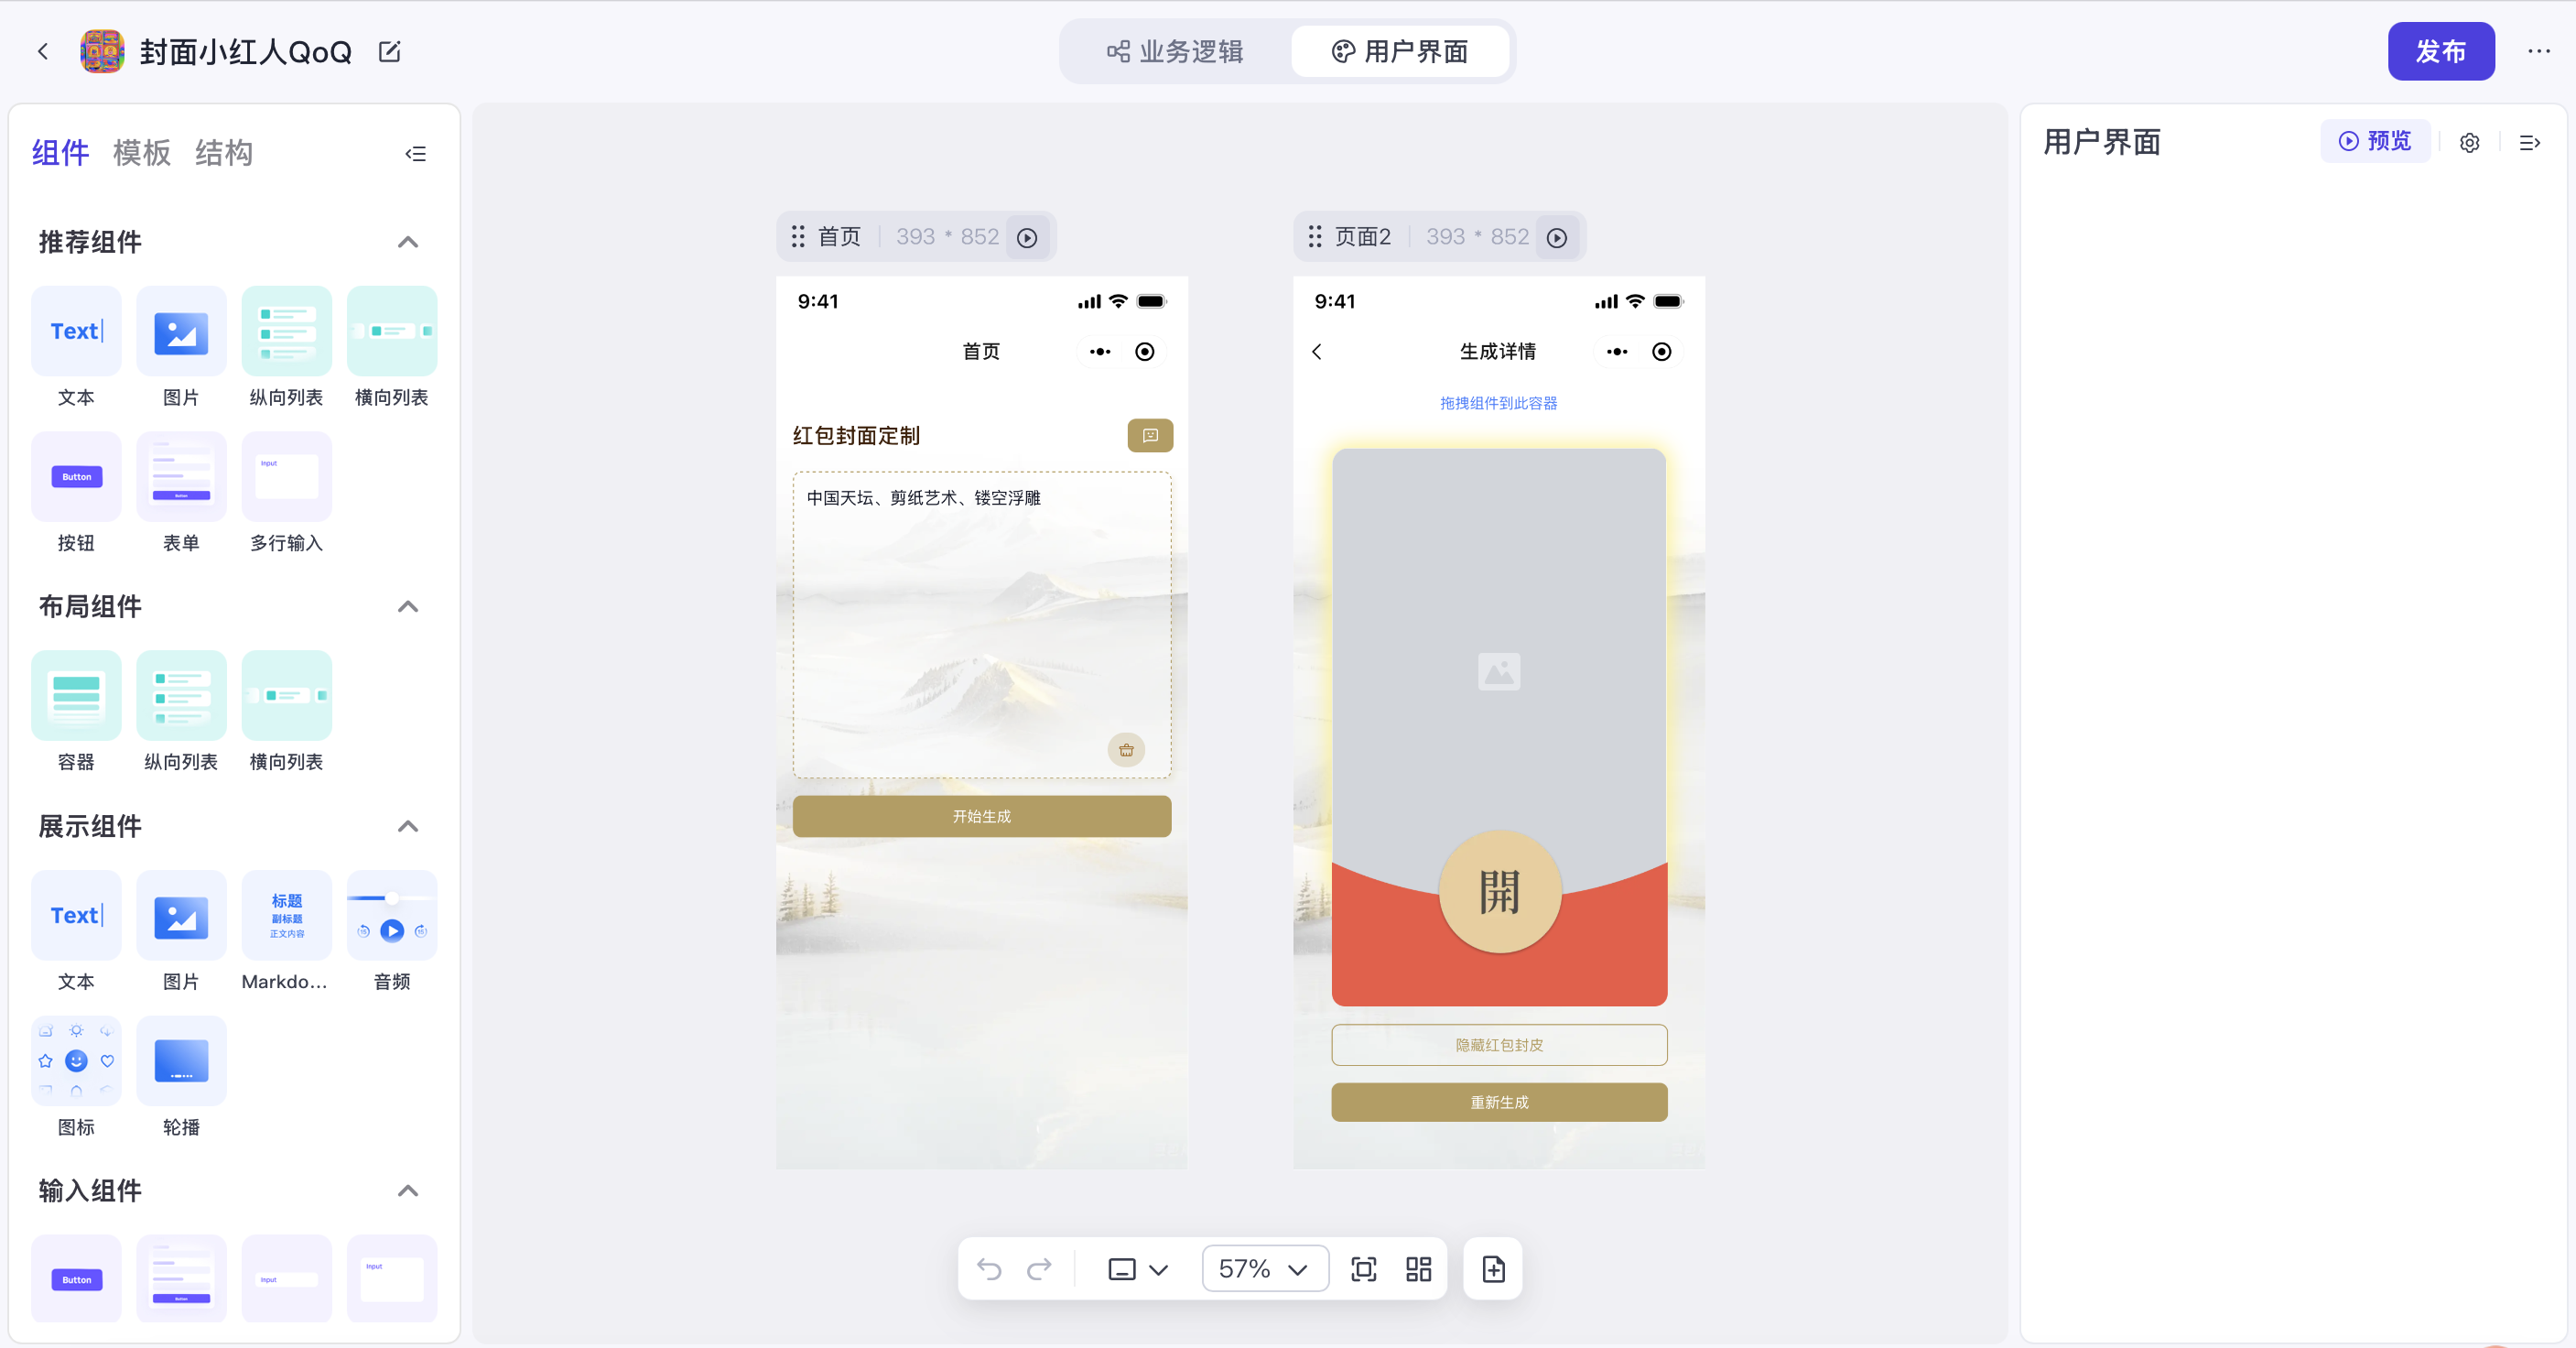 封面小红人QoQ
业务逻辑
用户界面
发布
组件 模板 结构
推荐组件
Text
文本 图片 纵向列表 横向列表
Button
Button
Input
按钮 表单 多行输入
布局组件
容器 纵向列表 横向列表
展示组件
Text
标题
副标题
正文内容
15
15
文本 图片 Markdo... 音频
图标 轮播
输入组件
Button
Button
Input
Input
首页 393 * 852
9:41
首页
红包封面定制
中国天坛、剪纸艺术、镂空浮雕
开始生成
页面2 393 * 852
9:41
生成详情
拖拽组件到此容器
開
隐藏红包封皮
重新生成
57%
用户界面
预览